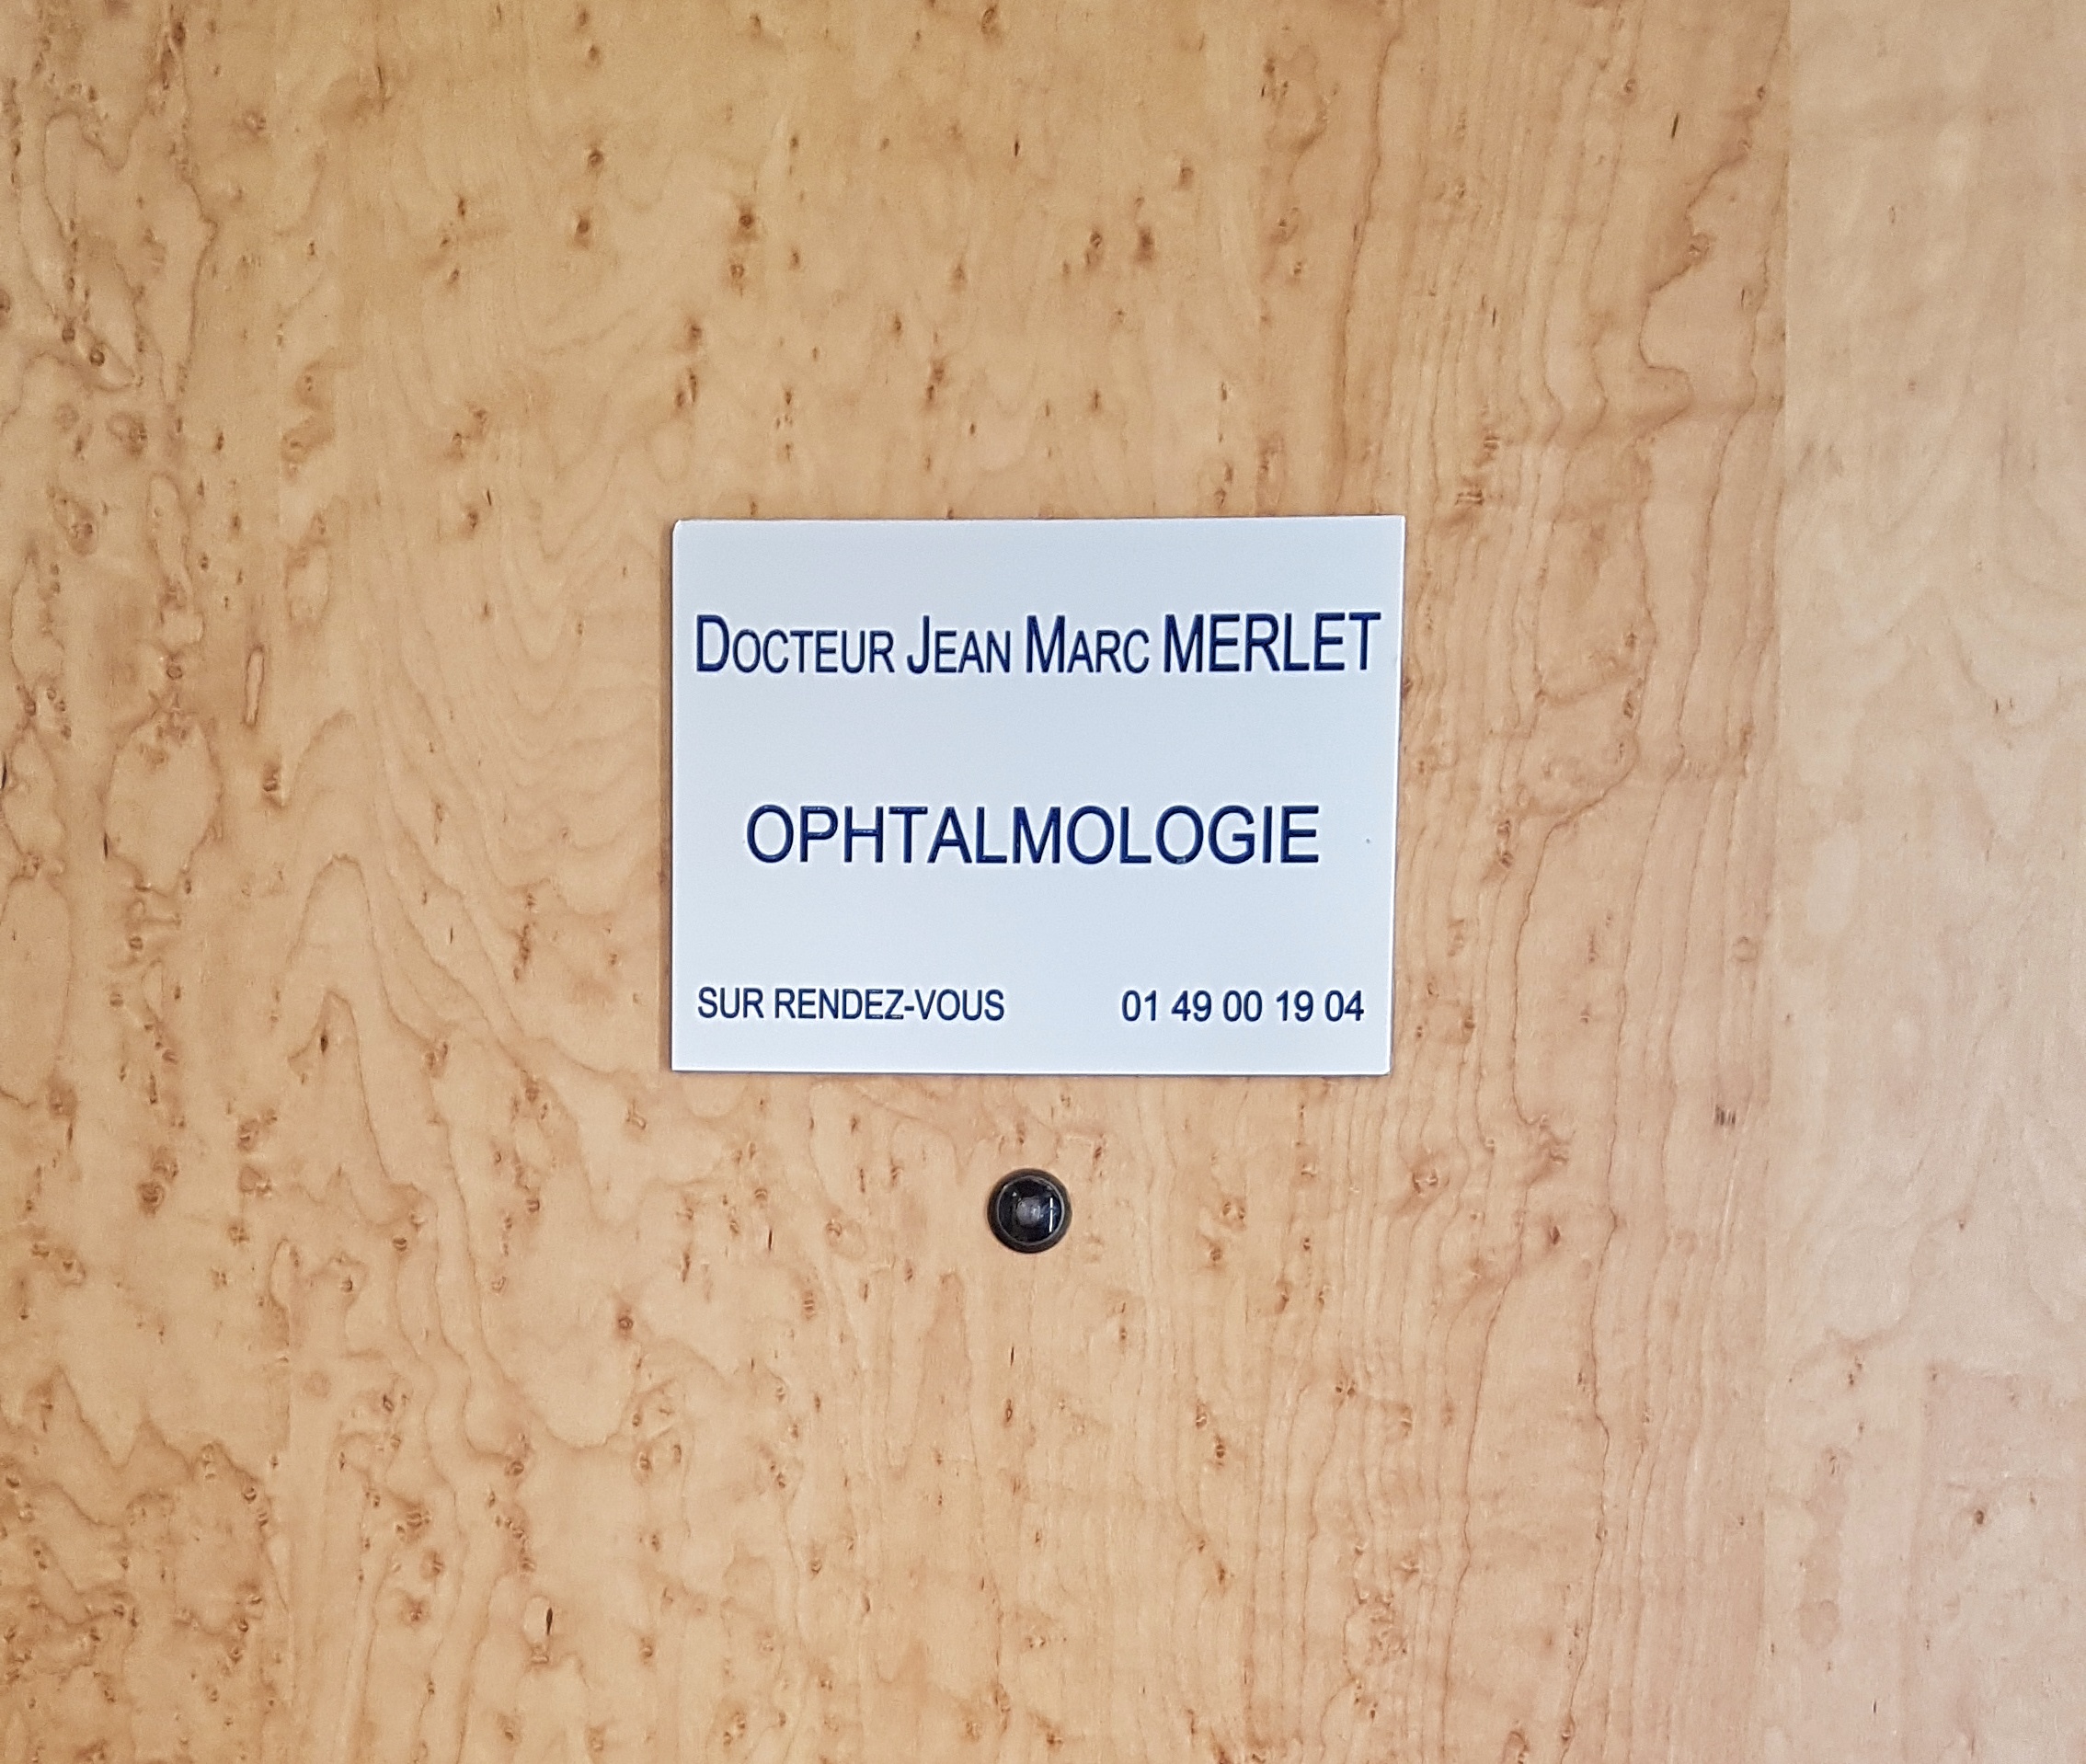 DOCTEUR JEAN MARC MERLET
OPHTALMOLOGIE
SUR RENDEZ-VOUS 01 49 00 19 04